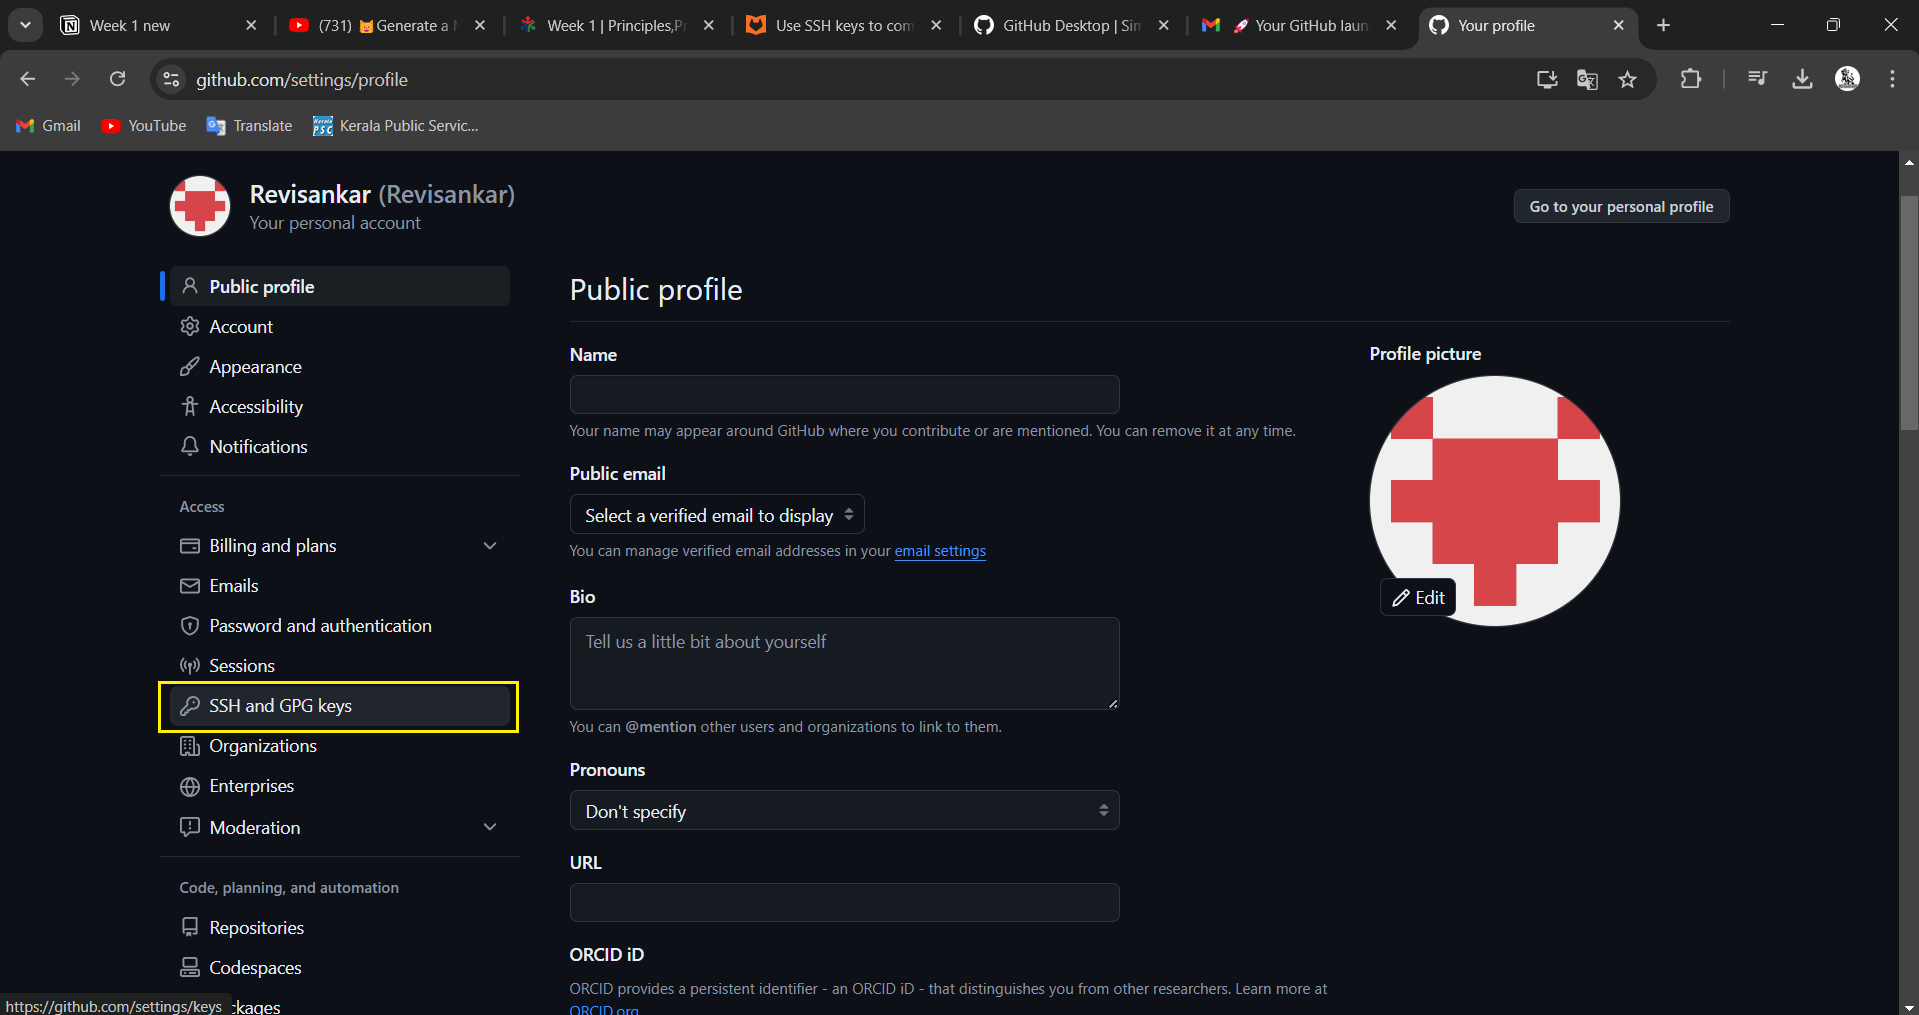 Week 1 new
(731) 😺Generate a N
Week 1 | Principles,Pr
Use SSH keys to com
GitHub Desktop | Sim
🚀 Your GitHub laun
Your profile
github.com/settings/profile
Gmail
YouTube
Translate
Kerala Public Servic...
Revisankar (Revisankar)
Your personal account
Go to your personal profile
Public profile
Account
Appearance
Accessibility
Notifications
Access
Billing and plans
Emails
Password and authentication
Sessions
SSH and GPG keys
Organizations
Enterprises
Moderation
Code, planning, and automation
Repositories
Codespaces
ckages
https://github.com/settings/keys
Public profile
Name
Your name may appear around GitHub where you contribute or are mentioned. You can remove it at any time.
Public email
Select a verified email to display
You can manage verified email addresses in your email settings
Bio
Tell us a little bit about yourself
You can @mention other users and organizations to link to them.
Pronouns
Don't specify
URL
ORCID iD
ORCID provides a persistent identifier - an ORCID iD - that distinguishes you from other researchers. Learn more at
ORCID.org
Profile picture
Edit